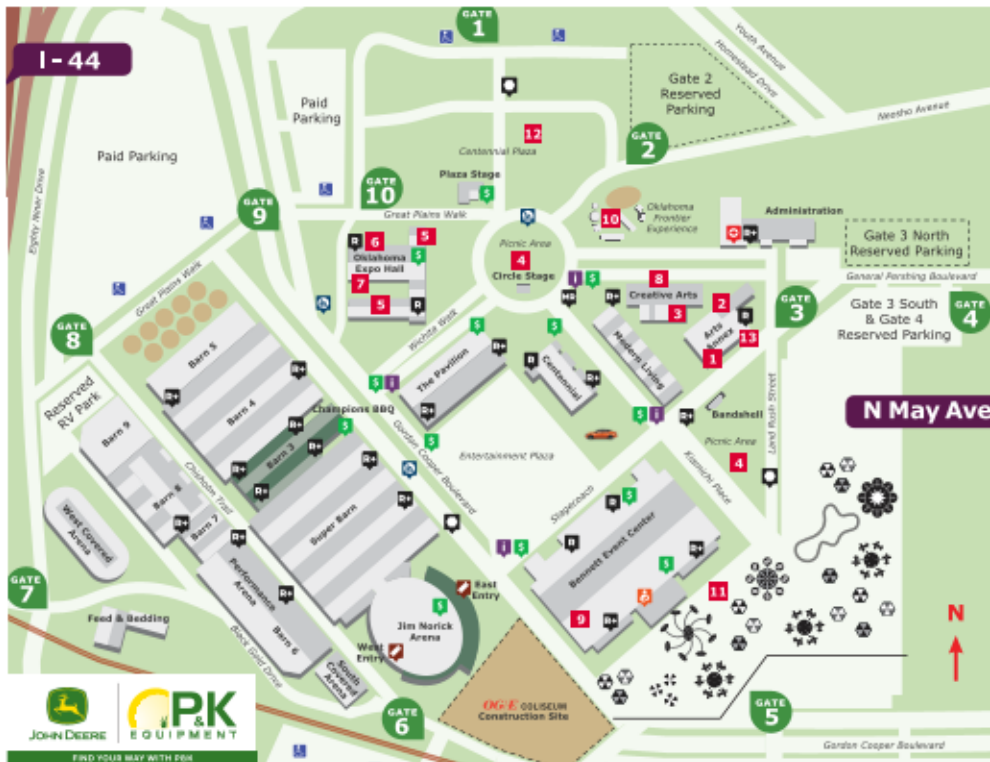 GATE
1
I-44
Youth Avenue
Homestead Drive
Gate 2
Reserved
Parking
Neosho Avenue
Paid
Parking
Paid Parking
12
Centennial Plaza
GATE
2
Plaza Stage
$
GATE
10
Great Plains Walk
GATE
9
Eighty Niner Drive
10
Oklahoma
Frontier
Experience
Administration
R+
Gate 3 North
Reserved Parking
General Pershing Boulevard
R
6
5
Oklahoma
Expo Hall
$
7
5
R
Picnic Area
4
Circle Stage
i
$
8
MB
R+
Creative Arts
3
2
Arts
Annex
R
13
1
GATE
3
Gate 3 South
& Gate 4
Reserved Parking
GATE
4
Great Plains Walk
GATE
8
Wichita Walk
$
$
The Pavilion
R+
R+
R
Centennial
R+
Modern Living
Reserved
RV Park
Barn 5
R+
R+
Barn 4
Champions BBQ
$
$
i
R+
R+
Barn 3
R+
R+
R+
$
Bandshell
$
i
R+
Land Rush Street
N May Ave
Picnic Area
4
Kiamichi Place
Entertainment Plaza
Gordon Cooper Boulevard
Stagecoach
Barn 9
Barn 8
Barn 7
R+
Chisholm Trail
R+
West Covered
Arena
Super Barn
R+
R
$
R
Bennett Event Center
R+
$
i
$
GATE
7
Performance
Arena
R+
Barn 6
Feed & Bedding
Black Gold Drive
East
Entry
$
Jim Norick
Arena
West
Entry
South
Covered
Arena
9
R+
11
N
OG&E COLISEUM
Construction Site
GATE
6
GATE
5
Gordon Cooper Boulevard
JOHN DEERE
P&K
EQUIPMENT
FIND YOUR WAY WITH P&K